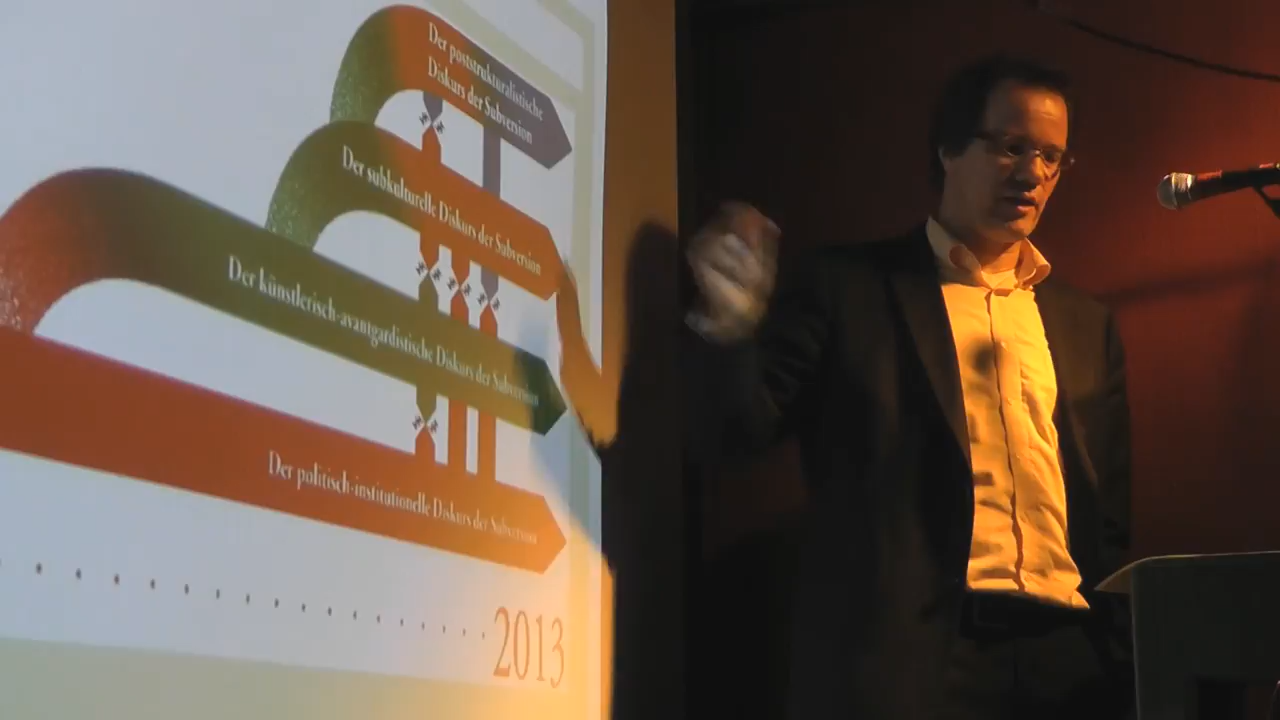 Der poststrukturalistische
Diskurs der Subversion
Der subkulturelle Diskurs der Subversion
Der künstlerisch-avantgardistische Diskurs der Subversion
Der politisch-institutionelle Diskurs der Subversion
2013